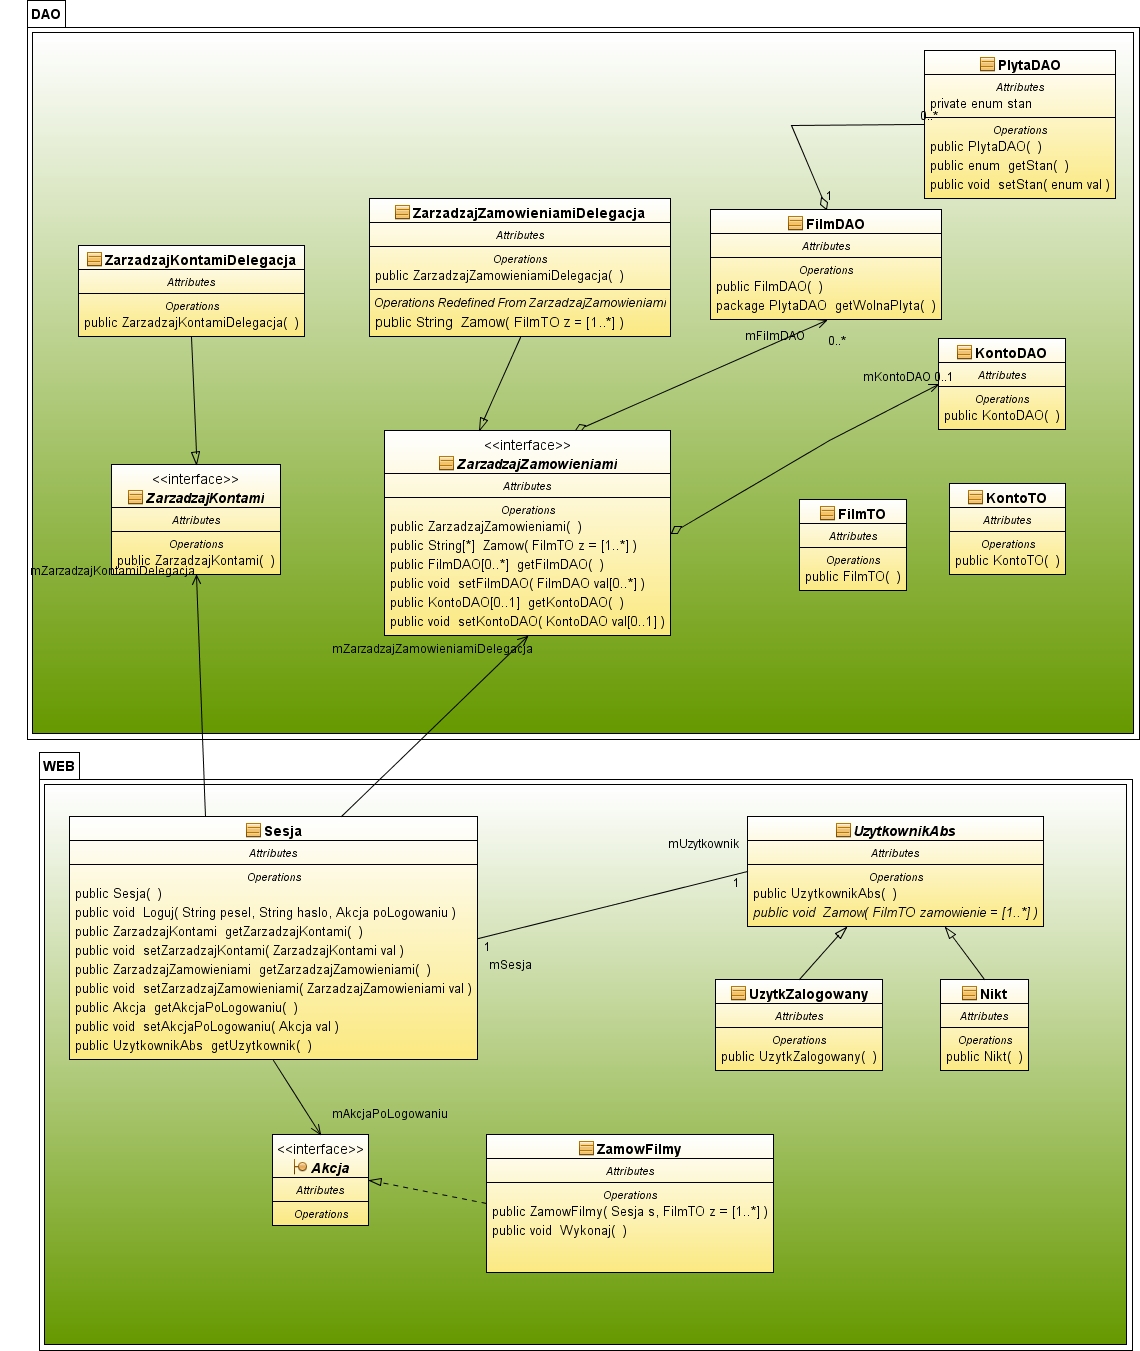 DAO
PlytaDAO
Attributes
private enum stan
0..*
Operations
public PlytaDAO( )
public enum getStan( )
public void setStan( enum val )
1
FilmDAO
Attributes
Operations
public FilmDAO( )
package PlytaDAO getWolnaPlyta( )
mFilmDAO
0..*
ZarzadzajZamowieniamiDelegacja
Attributes
Operations
public ZarzadzajZamowieniamiDelegacja( )
Operations Redefined From ZarzadzajZamowieniami
public String Zamow( FilmTO z = [1..*] )
ZarzadzajKontamiDelegacja
Attributes
Operations
public ZarzadzajKontamiDelegacja( )
KontoDAO
Attributes
Operations
public KontoDAO( )
mKontoDAO 0..1
<<interface>>
ZarzadzajZamowieniami
Attributes
Operations
public ZarzadzajZamowieniami( )
public String[*] Zamow( FilmTO z = [1..*] )
public FilmDAO[0..*] getFilmDAO( )
public void setFilmDAO( FilmDAO val[0..*] )
public KontoDAO[0..1] getKontoDAO( )
public void setKontoDAO( KontoDAO val[0..1] )
mZarzadzajZamowieniamiDelegacja
<<interface>>
ZarzadzajKontami
Attributes
Operations
public ZarzadzajKontami( )
mZarzadzajKontamiDelegacja
FilmTO
Attributes
Operations
public FilmTO( )
KontoTO
Attributes
Operations
public KontoTO( )
WEB
Sesja
Attributes
Operations
public Sesja( )
public void Loguj( String pesel, String haslo, Akcja poLogowaniu )
public ZarzadzajKontami getZarzadzajKontami( )
public void setZarzadzajKontami( ZarzadzajKontami val )
public ZarzadzajZamowieniami getZarzadzajZamowieniami( )
public void setZarzadzajZamowieniami( ZarzadzajZamowieniami val )
public Akcja getAkcjaPoLogowaniu( )
public void setAkcjaPoLogowaniu( Akcja val )
public UzytkownikAbs getUzytkownik( )
mUzytkownik
1
1
mSesja
UzytkownikAbs
Attributes
Operations
public UzytkownikAbs( )
public void Zamow( FilmTO zamowienie = [1..*] )
UzytkZalogowany
Attributes
Operations
public UzytkZalogowany( )
Nikt
Attributes
Operations
public Nikt( )
mAkcjaPoLogowaniu
<<interface>>
Akcja
Attributes
Operations
ZamowFilmy
Attributes
Operations
public ZamowFilmy( Sesja s, FilmTO z = [1..*] )
public void Wykonaj( )